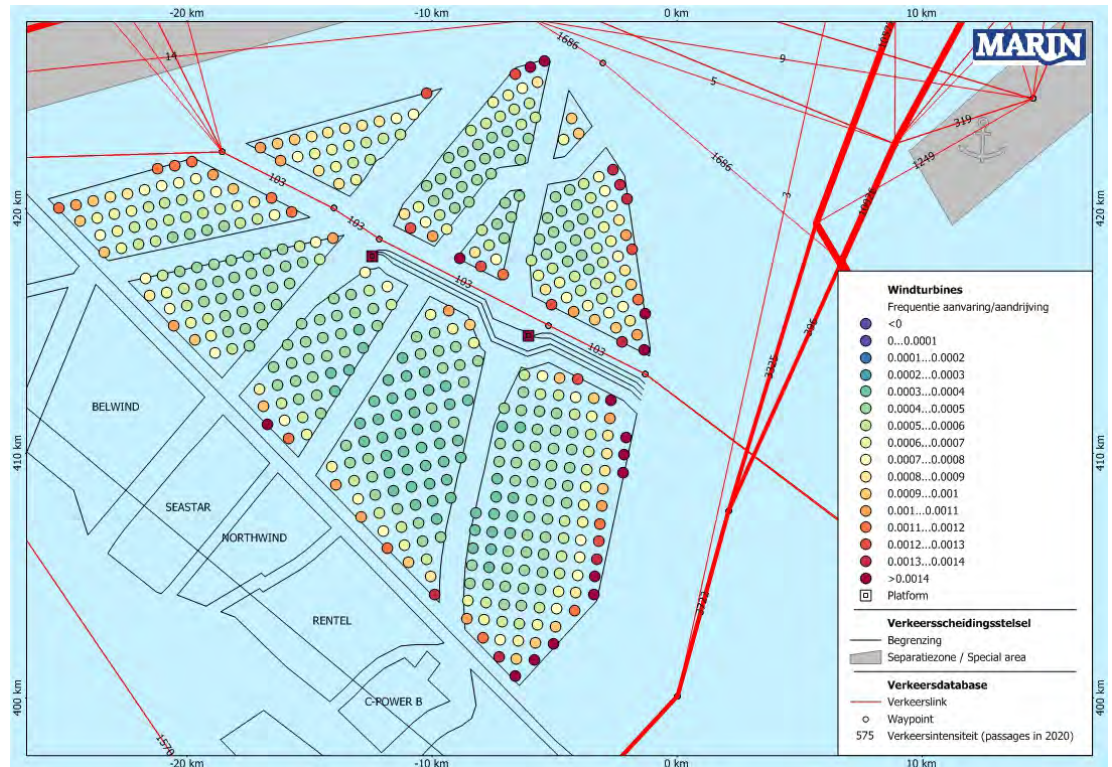 -20 km
-10 km
0 km
10 km
MARIN
14
1686
9
5
319
1249
1686
3
103
103
103
103
420 km
420 km
396
3325
410 km
410 km
3723
400 km
400 km
1570
BELWIND
SEASTAR
NORTHWIND
RENTEL
C-POWER B
Windturbines
Frequentie aanvaring/aandrijving
<0
0...0.0001
0.0001...0.0002
0.0002...0.0003
0.0003...0.0004
0.0004...0.0005
0.0005...0.0006
0.0006...0.0007
0.0007...0.0008
0.0008...0.0009
0.0009...0.001
0.001...0.0011
0.0011...0.0012
0.0012...0.0013
0.0013...0.0014
>0.0014
Platform
Verkeersscheidingsstelsel
Begrenzing
Separatiezone / Special area
Verkeersdatabase
Verkeerslink
Waypoint
575 Verkeersintensiteit (passages in 2020)
-20 km
-10 km
0 km
10 km